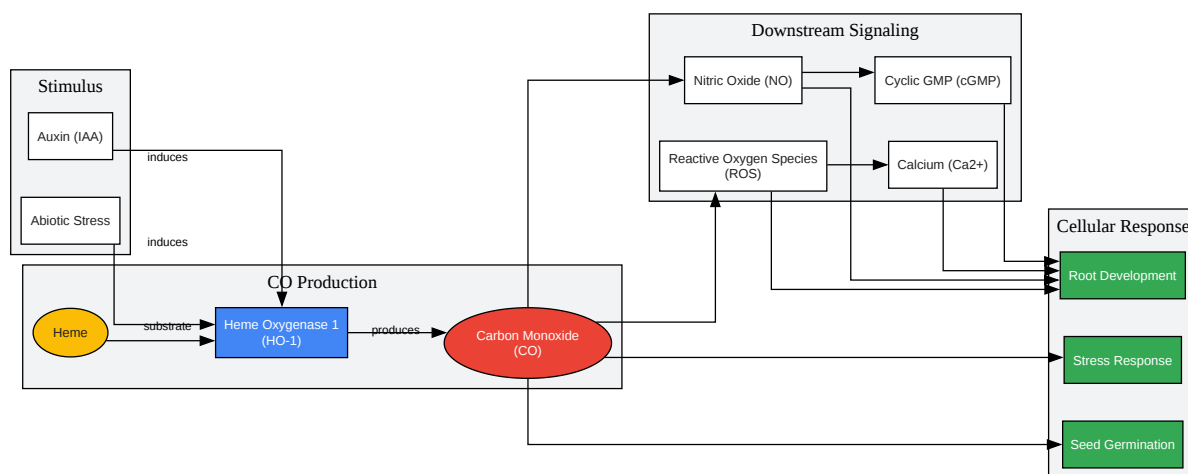 Downstream Signaling
Nitric Oxide (NO)
Cyclic GMP (cGMP)
Reactive Oxygen Species
(ROS)
Calcium (Ca2+)
Stimulus
Auxin (IAA)
induces
Abiotic Stress
induces
CO Production
Heme
substrate
Heme Oxygenase 1
(HO-1)
produces
Carbon Monoxide
(CO)
Cellular Response
Root Development
Stress Response
Seed Germination